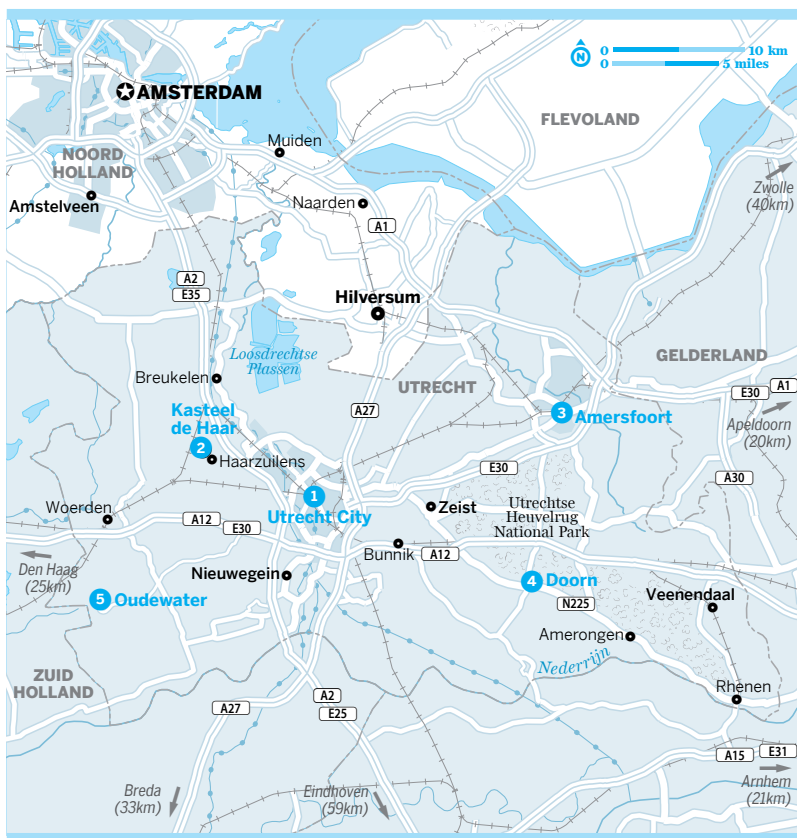 N
0 10 km
0 5 miles
AMSTERDAM
FLEVOLAND
Muiden
NOORD
HOLLAND
Zwolle
(40km)
Amstelveen
Naarden
A1
A2
E35
Hilversum
Loosdrechtse
Plassen
GELDERLAND
Breukelen
UTRECHT
E30
A1
Kasteel
de Haar
A27
3
Amersfoort
Apeldoorn
(20km)
2
Haarzuilens
E30
A30
1
Utrecht City
Zeist
Utrechtse
Heuvelrug
National Park
Woerden
A12
E30
Bunnik
A12
Den Haag
(25km)
Nieuwegein
4
Doorn
5
Oudewater
N225
Veenendaal
Amerongen
Nederrijn
ZUID
HOLLAND
Rhenen
A2
A27
E25
A15
E31
Breda
(33km)
Eindhoven
(59km)
Arnhem
(21km)